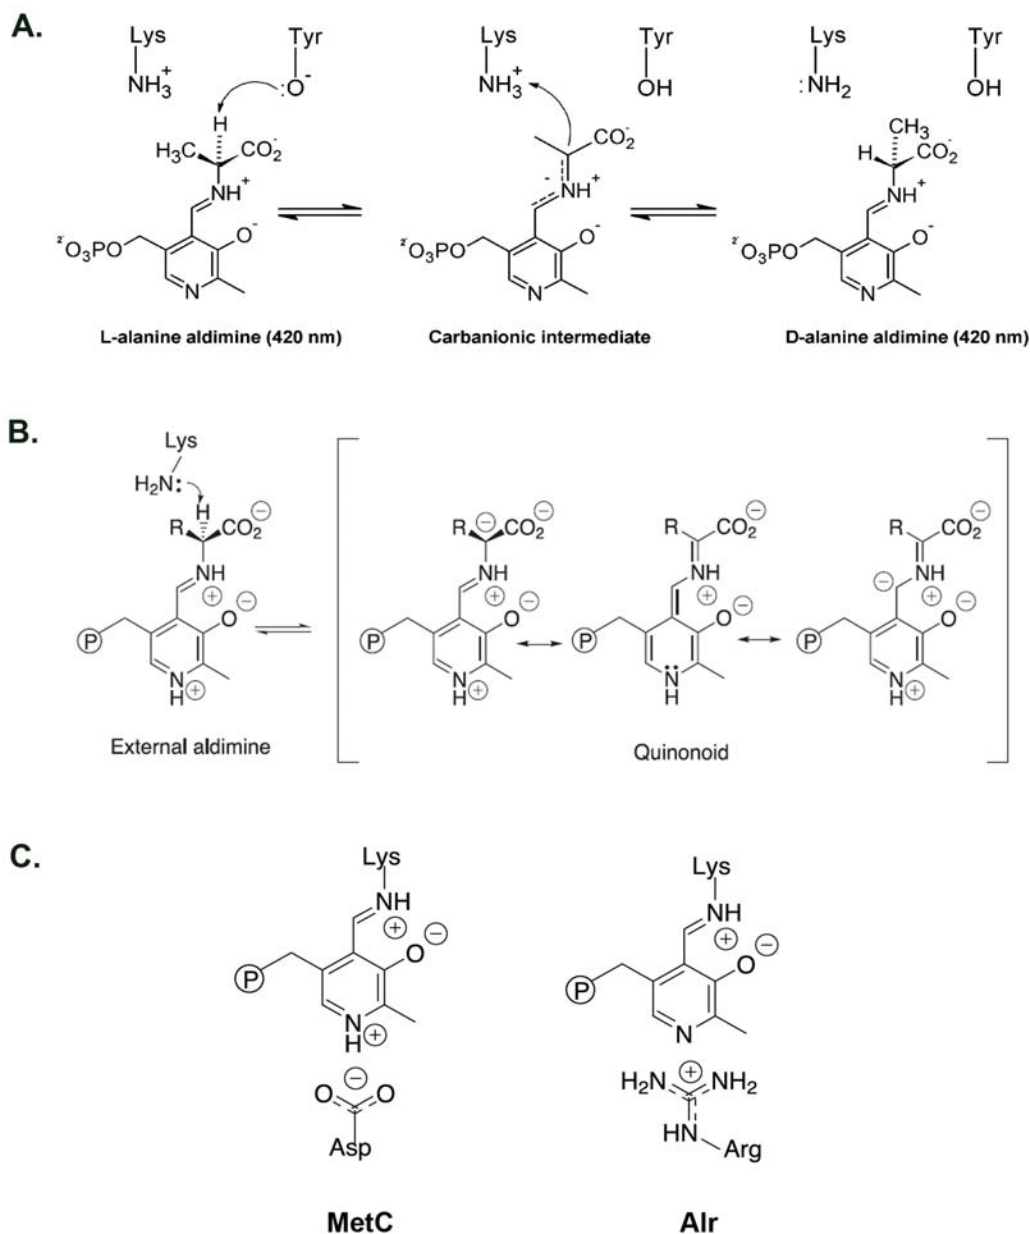 A.
Lys Tyr Lys Tyr Lys Tyr
NH₃⁺ :O⁻ NH₃⁺ OH :NH₂ OH
H
H₃C CO₂⁻ CO₂⁻ H CH₃ CO₂⁻
NH⁺ - NH⁺ NH⁺
²⁻O₃PO O⁻ ²⁻O₃PO O⁻ ²⁻O₃PO O⁻
N N N
L-alanine aldimine (420 nm) Carbanionic intermediate D-alanine aldimine (420 nm)
B.
Lys
H₂N:
H
R CO₂⊖ R ⊖ CO₂⊖ R CO₂⊖ R CO₂⊖
NH⊕ NH⊕ NH⊕ ⊖ NH⊕
P O⊖ P O⊖ P O⊖ P O⊖
N⊕ N⊕ N̈ N⊕
H H H H
External aldimine Quinonoid
C.
Lys Lys
NH⊕ NH⊕
P O⊖ P O⊖
N⊕ N
H
⊖ ⊕
O O H₂N NH₂
HN
Asp Arg
MetC Alr